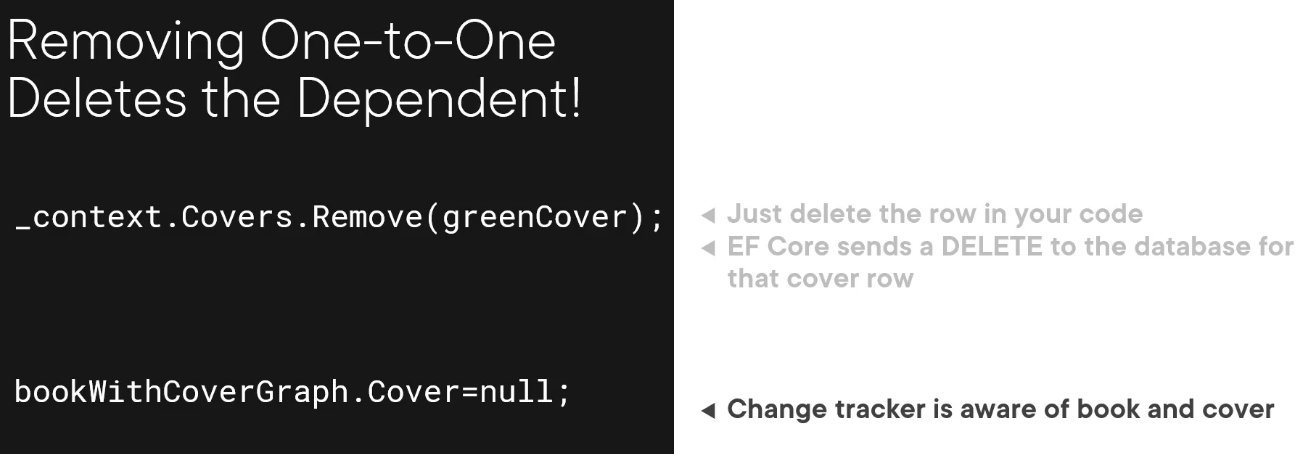 Removing One-to-One
Deletes the Dependent!
_context.Covers.Remove(greenCover);
◄ Just delete the row in your code
◄ EF Core sends a DELETE to the database for
that cover row
bookWithCoverGraph.Cover=null;
◄ Change tracker is aware of book and cover